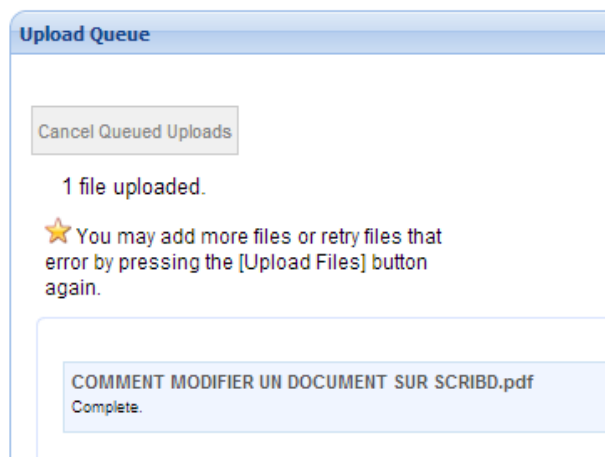 Upload Queue
Cancel Queued Uploads
1 file uploaded.
You may add more files or retry files that
error by pressing the [Upload Files] button
again.
COMMENT MODIFIER UN DOCUMENT SUR SCRIBD.pdf
Complete.